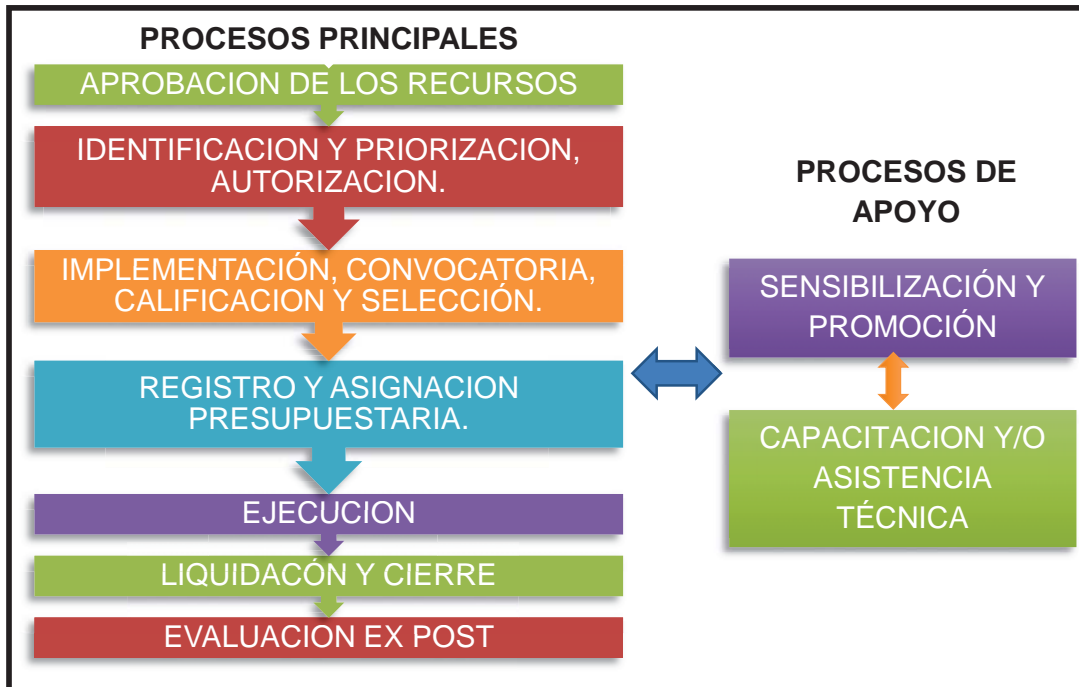 PROCESOS PRINCIPALES
APROBACION DE LOS RECURSOS
IDENTIFICACION Y PRIORIZACION,
AUTORIZACION.
IMPLEMENTACIÓN, CONVOCATORIA,
CALIFICACION Y SELECCIÓN.
REGISTRO Y ASIGNACION
PRESUPUESTARIA.
EJECUCION
LIQUIDACÓN Y CIERRE
EVALUACION EX POST
PROCESOS DE
APOYO
SENSIBILIZACIÓN Y
PROMOCIÓN
CAPACITACION Y/O
ASISTENCIA
TÉCNICA